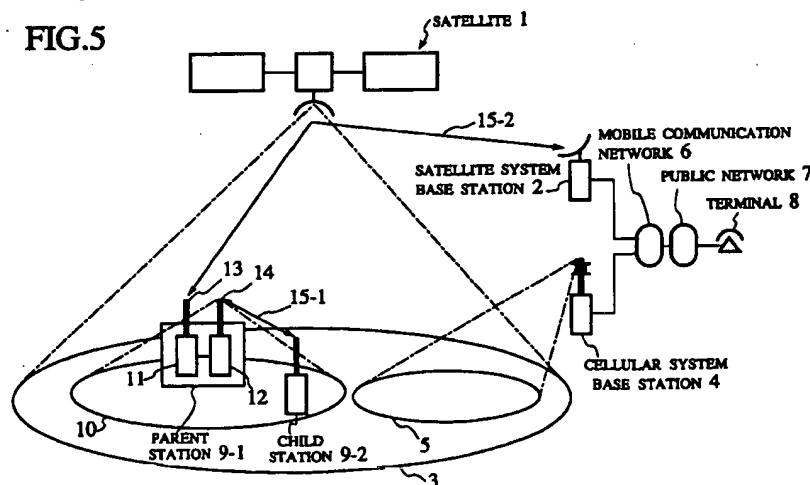 FIG.5
SATELLITE 1
15-2
MOBILE COMMUNICATION
NETWORK 6
SATELLITE SYSTEM
BASE STATION 2
PUBLIC NETWORK 7
TERMINAL 8
13
14
15-1
11
12
CELLULAR SYSTEM
BASE STATION 4
10
PARENT
STATION 9-1
CHILD
STATION 9-2
5
3